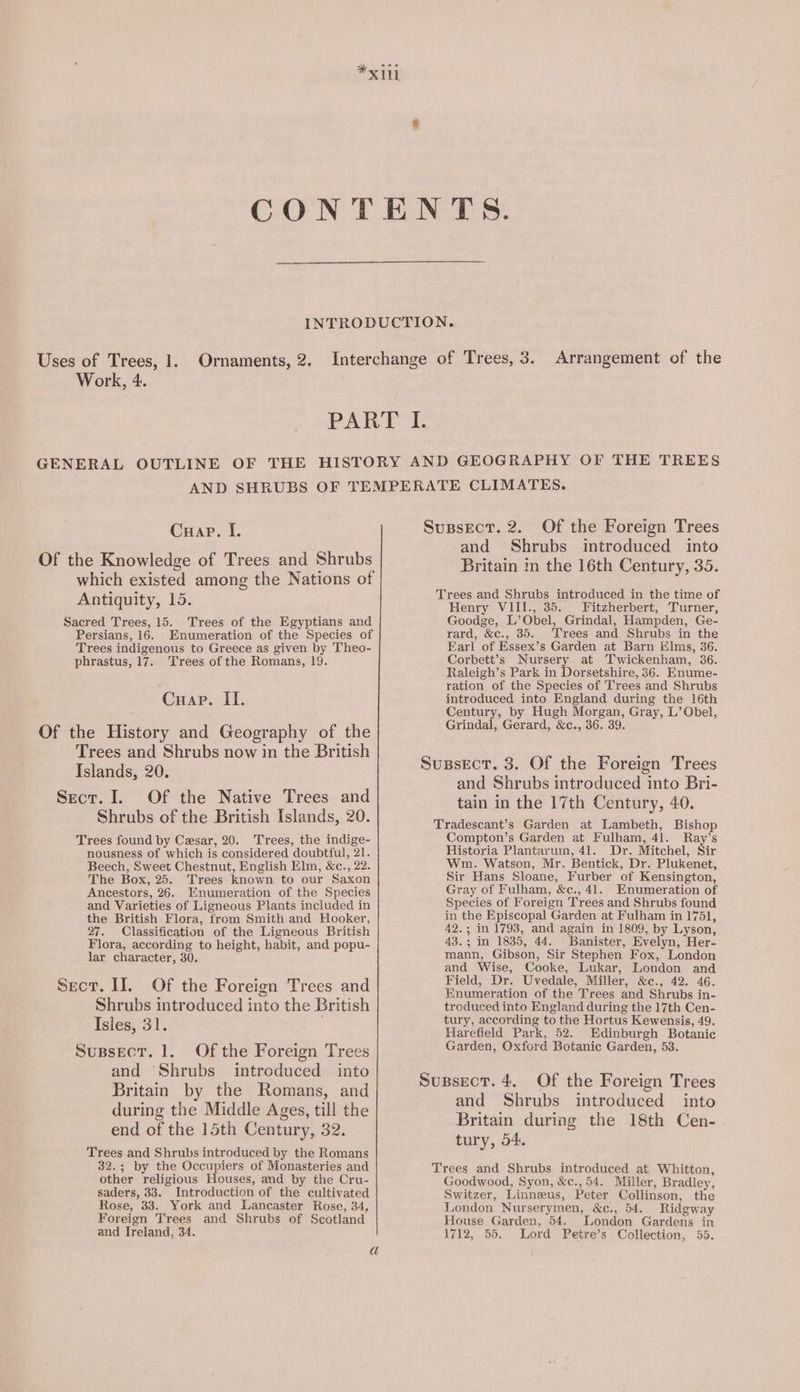 *xiii
CONTENTS.
INTRODUCTION.
Uses of Trees, 1. Ornaments, 2. Interchange of Trees, 3. Arrangement of the
Work, 4.
PART I.
GENERAL OUTLINE OF THE HISTORY AND GEOGRAPHY OF THE TREES
AND SHRUBS OF TEMPERATE CLIMATES.
CHAP. I.
Of the Knowledge of Trees and Shrubs
which existed among the Nations of
Antiquity, 15.
Sacred Trees, 15. Trees of the Egyptians and
Persians, 16. Enumeration of the Species of
Trees indigenous to Greece as given by Theo-
phrastus, 17. Trees of the Romans, 19.
CHAP. II.
Of the History and Geography of the
Trees and Shrubs now in the British
Islands, 20.
SECT. I. Of the Native Trees and
Shrubs of the British Islands, 20.
Trees found by Cæsar, 20. Trees, the indige-
nousness of which is considered doubtful, 21.
Beech, Sweet Chestnut, English Elm, &c., 22.
The Box, 25. Trees known to our Saxon
Ancestors, 26. Enumeration of the Species
and Varieties of Ligneous Plants included in
the British Flora, from Smith and Hooker,
27. Classification of the Ligneous British
Flora, according to height, habit, and popu-
lar character, 30.
SECT. II. Of the Foreign Trees and
Shrubs introduced into the British
Isles, 31.
SUBSECT. 1. Of the Foreign Trees
and Shrubs introduced into
Britain by the Romans, and
during the Middle Ages, till the
end of the 15th Century, 32.
Trees and Shrubs introduced by the Romans
32.; by the Occupiers of Monasteries and
other religious Houses, and by the Cru-
saders, 33. Introduction of the cultivated
Rose, 33. York and Lancaster Rose, 34,
Foreign Trees and Shrubs of Scotland
and Ireland, 34.
a
SUBSECT. 2. Of the Foreign Trees
and Shrubs introduced into
Britain in the 16th Century, 35.
Trees and Shrubs introduced in the time of
Henry VIII., 35. Fitzherbert, Turner,
Goodge, L'Obel, Grindal, Hampden, Ge-
rard, &c., 35. Trees and Shrubs in the
Earl of Essex's Garden at Barn Elms, 36.
Corbett's Nursery at Twickenham, 36.
Raleigh's Park in Dorsetshire, 36. Enume-
ration of the Species of Trees and Shrubs
introduced into England during the 16th
Century, by Hugh Morgan, Gray, L'Obel,
Grindal, Gerard, &c., 36. 39.
SUBSECT. 3. Of the Foreign Trees
and Shrubs introduced into Bri-
tain in the 17th Century, 40.
Tradescant's Garden at Lambeth, Bishop
Compton's Garden at Fulham, 41. Ray's
Historia Plantarum, 41. Dr. Mitchel, Sir
Wm. Watson, Mr. Bentick, Dr. Plukenet,
Sir Hans Sloane, Furber of Kensington,
Gray of Fulham, &c., 41. Enumeration of
Species of Foreign Trees and Shrubs found
in the Episcopal Garden at Fulham in 1751,
42.; in 1793, and again in 1809, by Lyson,
43.; in 1835, 44. Banister, Evelyn, Her-
mann, Gibson, Sir Stephen Fox, London
and Wise, Cooke, Lukar, London and
Field, Dr. Uvedale, Miller, &c., 42. 46.
Enumeration of the Trees and Shrubs in-
troduced into England during the 17th Cen-
tury, according to the Hortus Kewensis, 49.
Harefield Park, 52. Edinburgh Botanic
Garden, Oxford Botanic Garden, 53.
SUBSECT. 4. Of the Foreign Trees
and Shrubs introduced into
Britain during the 18th Cen-
tury, 54.
Trees and Shrubs introduced at Whitton,
Goodwood, Syon, &c., 54. Miller, Bradley,
Switzer, Linnæus, Peter Collinson, the
London Nurserymen, &c., 54. Ridgway
House Garden, 54. London Gardens in
1712, 55. Lord Petre's Collection, 55.